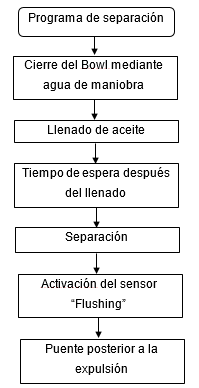 Programa de separación
Cierre del Bowl mediante
agua de maniobra
Llenado de aceite
Tiempo de espera después
del llenado
Separación
Activación del sensor
“Flushing”
Puente posterior a la
expulsión